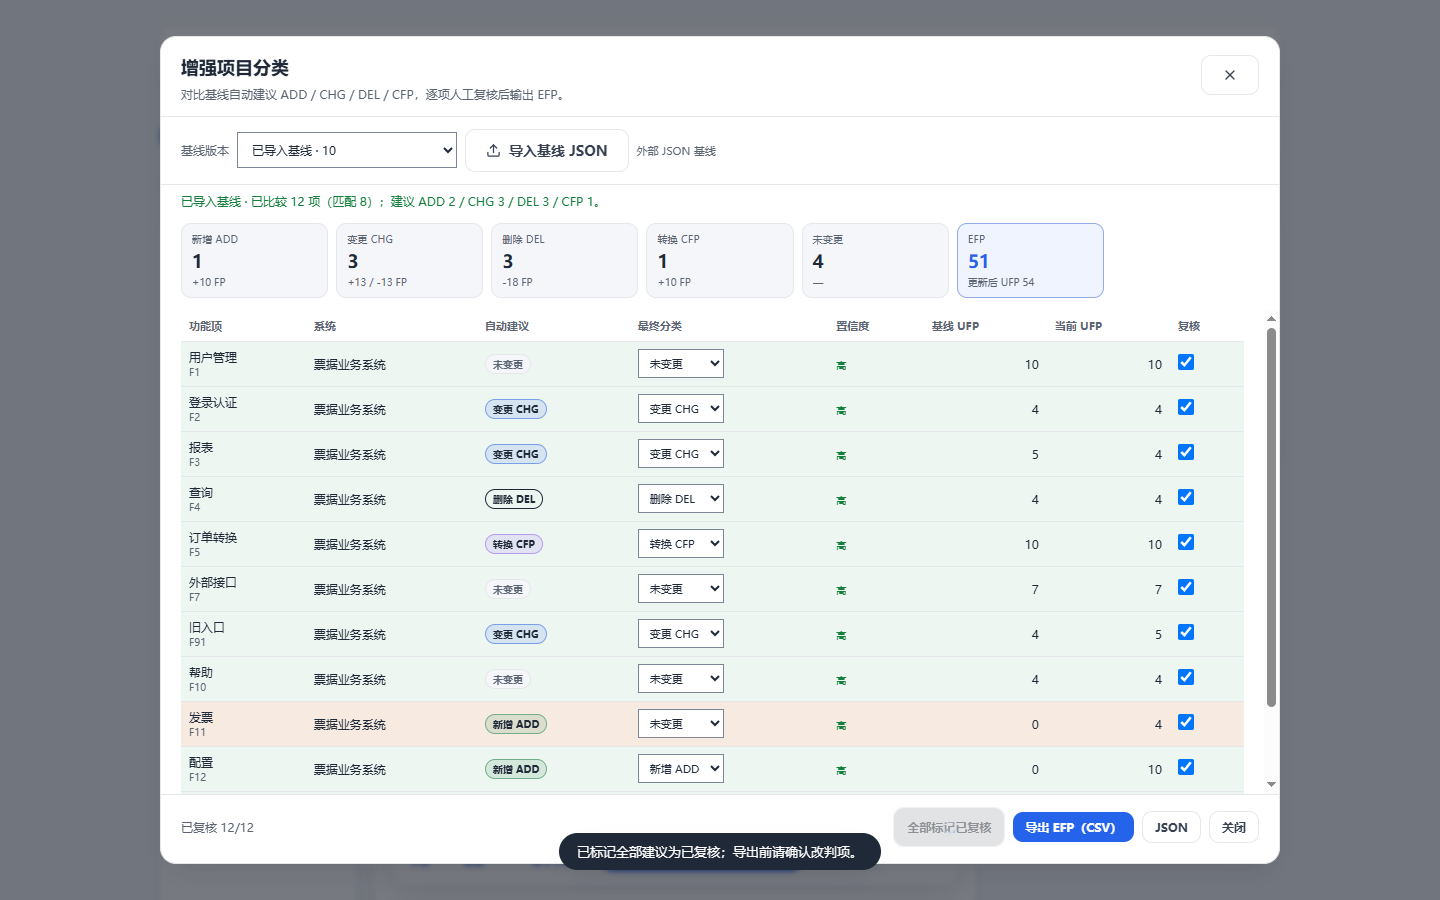 增强项目分类
对比基线自动建议 ADD / CHG / DEL / CFP，逐项人工复核后输出 EFP。
基线版本
已导入基线 · 10
导入基线 JSON
外部 JSON 基线
已导入基线 · 已比较 12 项（匹配 8）；建议 ADD 2 / CHG 3 / DEL 3 / CFP 1。
新增 ADD
1
+10 FP
变更 CHG
3
+13 / -13 FP
删除 DEL
3
-18 FP
转换 CFP
1
+10 FP
未变更
4
—
EFP
51
更新后 UFP 54
功能项 系统 自动建议 最终分类 置信度 基线 UFP 当前 UFP 复核
用户管理 票据业务系统 未变更 未变更 高 10 10
F1
登录认证 票据业务系统 变更 CHG 变更 CHG 高 4 4
F2
报表 票据业务系统 变更 CHG 变更 CHG 高 5 4
F3
查询 票据业务系统 删除 DEL 删除 DEL 高 4 4
F4
订单转换 票据业务系统 转换 CFP 转换 CFP 高 10 10
F5
外部接口 票据业务系统 未变更 未变更 高 7 7
F7
旧入口 票据业务系统 变更 CHG 变更 CHG 高 4 5
F91
帮助 票据业务系统 未变更 未变更 高 4 4
F10
发票 票据业务系统 新增 ADD 未变更 高 0 4
F11
配置 票据业务系统 新增 ADD 新增 ADD 高 0 10
F12
已复核 12/12
全部标记已复核
导出 EFP（CSV）
JSON
关闭
已标记全部建议为已复核；导出前请确认改判项。